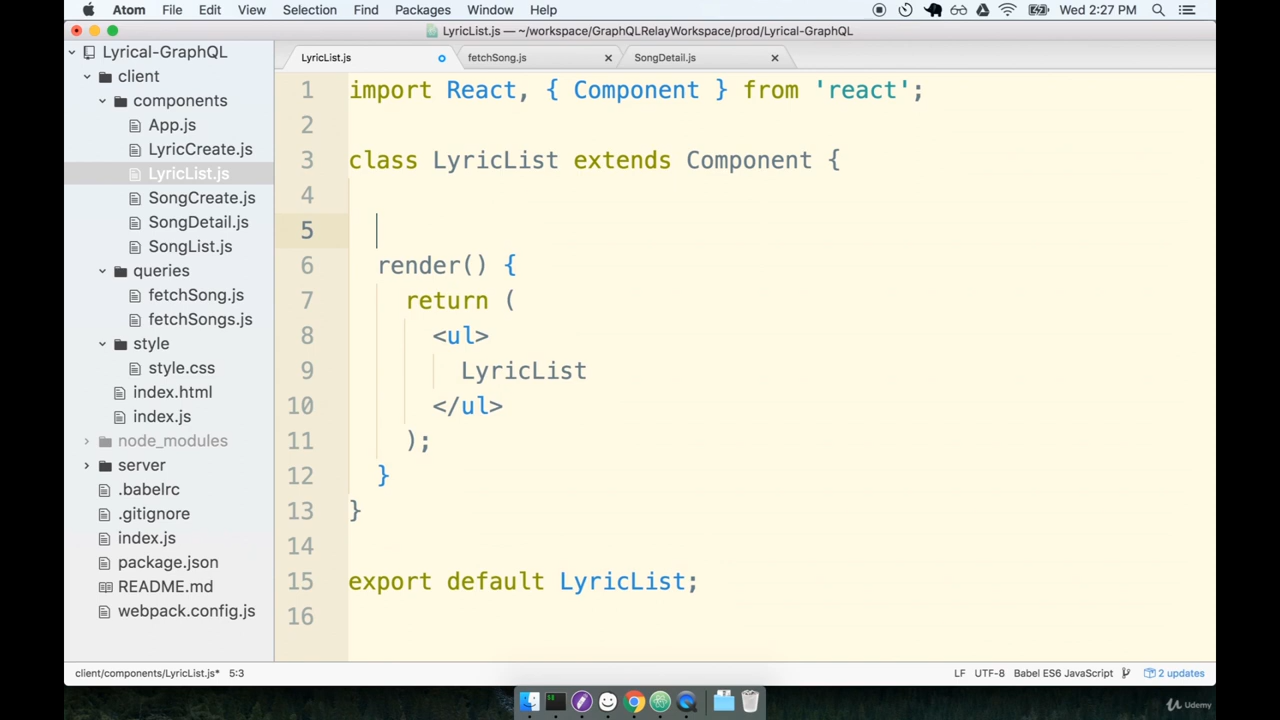 Atom File Edit View Selection Find Packages Window Help Wed 2:27 PM
LyricList.js — ~/workspace/GraphQLRelayWorkspace/prod/Lyrical-GraphQL
Lyrical-GraphQL
client
components
App.js
LyricCreate.js
LyricList.js
SongCreate.js
SongDetail.js
SongList.js
queries
fetchSong.js
fetchSongs.js
style
style.css
index.html
index.js
node_modules
server
.babelrc
.gitignore
index.js
package.json
README.md
webpack.config.js
LyricList.js fetchSong.js SongDetail.js
1 import React, { Component } from 'react';
2
3 class LyricList extends Component {
4
5
6 render() {
7 return (
8 <ul>
9 LyricList
10 </ul>
11 );
12 }
13 }
14
15 export default LyricList;
16
client/components/LyricList.js* 5:3 LF UTF-8 Babel ES6 JavaScript 2 updates
Udemy